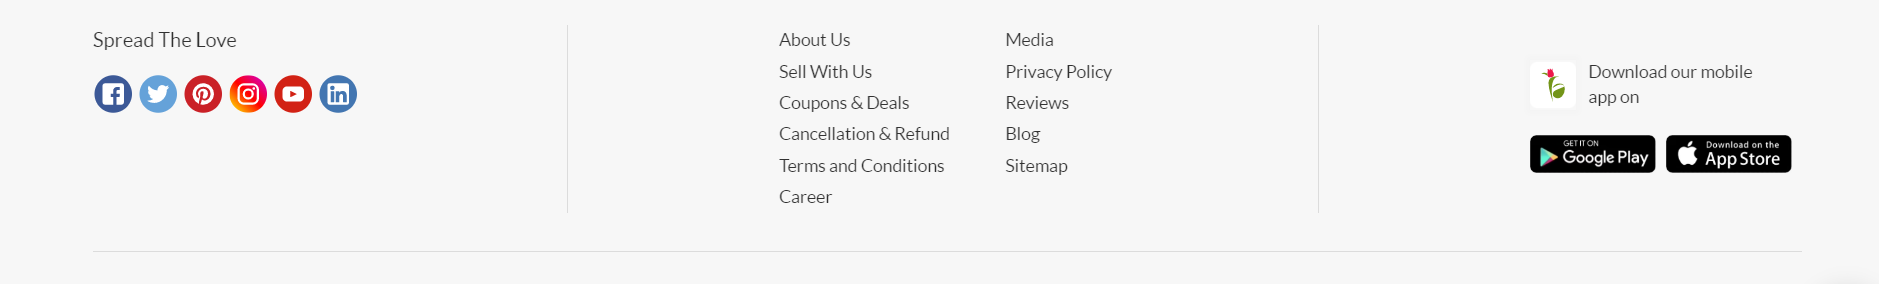 Spread The Love
About Us
Sell With Us
Coupons & Deals
Cancellation & Refund
Terms and Conditions
Career
Media
Privacy Policy
Reviews
Blog
Sitemap
Download our mobile
app on
GET IT ON
Google Play
Download on the
App Store